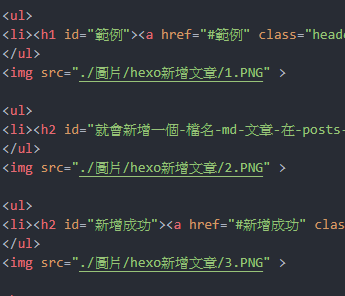 <ul>
<li><h1 id="範例"><a href="#範例" class="heade
</ul>
<img src="./圖片/hexo新增文章/1.PNG" >
<ul>
<li><h2 id="就會新增一個-檔名-md-文章-在-posts-
</ul>
<img src="./圖片/hexo新增文章/2.PNG" >
<ul>
<li><h2 id="新增成功"><a href="#新增成功" clas
</ul>
<img src="./圖片/hexo新增文章/3.PNG" >